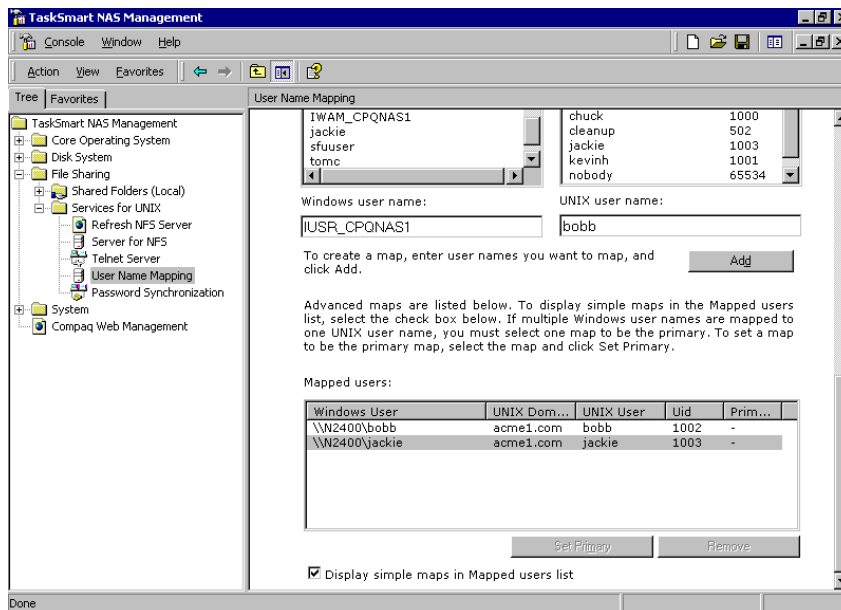 TaskSmart NAS Management
Console Window Help
Action View Favorites
Tree Favorites
TaskSmart NAS Management
Core Operating System
Disk System
File Sharing
Shared Folders (Local)
Services for UNIX
Refresh NFS Server
Server for NFS
Telnet Server
User Name Mapping
Password Synchronization
System
Compaq Web Management
User Name Mapping
IWAM_CPQNAS1
jackie
sfuuser
tomc
chuck 1000
cleanup 502
jackie 1003
kevinh 1001
nobody 65534
Windows user name:
UNIX user name:
IUSR_CPQNAS1
bobb
To create a map, enter user names you want to map, and
click Add.
Add
Advanced maps are listed below. To display simple maps in the Mapped users
list, select the check box below. If multiple Windows user names are mapped to
one UNIX user name, you must select one map to be the primary. To set a map
to be the primary map, select the map and click Set Primary.
Mapped users:
Windows User UNIX Dom... UNIX User Uid Prim...
\\N2400\bobb acme1.com bobb 1002 -
\\N2400\jackie acme1.com jackie 1003 -
Set Primary Remove
Display simple maps in Mapped users list
Done